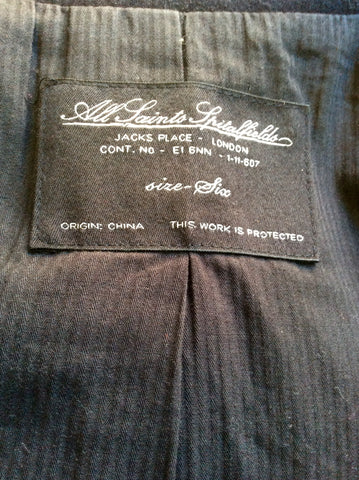 All Saints Spitalfields
JACKS PLACE - LONDON
CONT. NO - E1 6NN - 1-11-607
size - Six
ORIGIN: CHINA THIS WORK IS PROTECTED